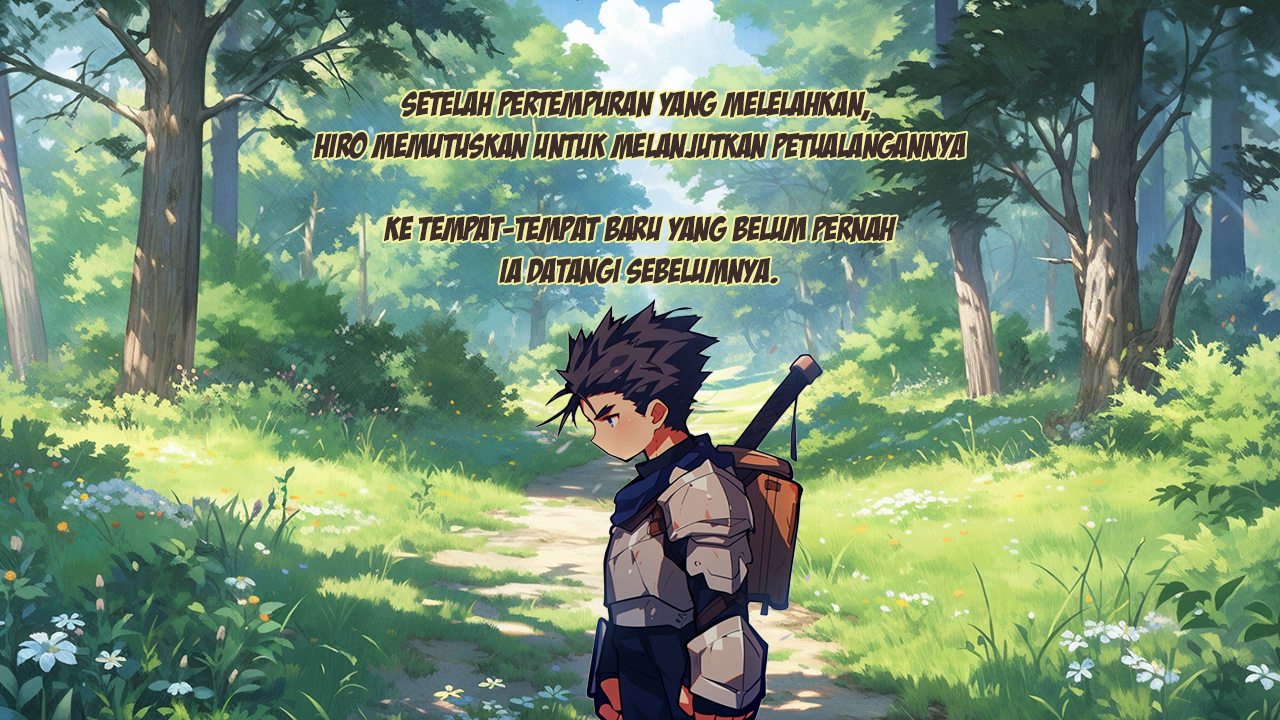 SETELAH PERTEMPURAN YANG MELELAHKAN,
HIRO MEMUTUSKAN UNTUK MELANJUTKAN PETUALANGANNYA
KE TEMPAT-TEMPAT BARU YANG BELUM PERNAH
IA DATANGI SEBELUMNYA.